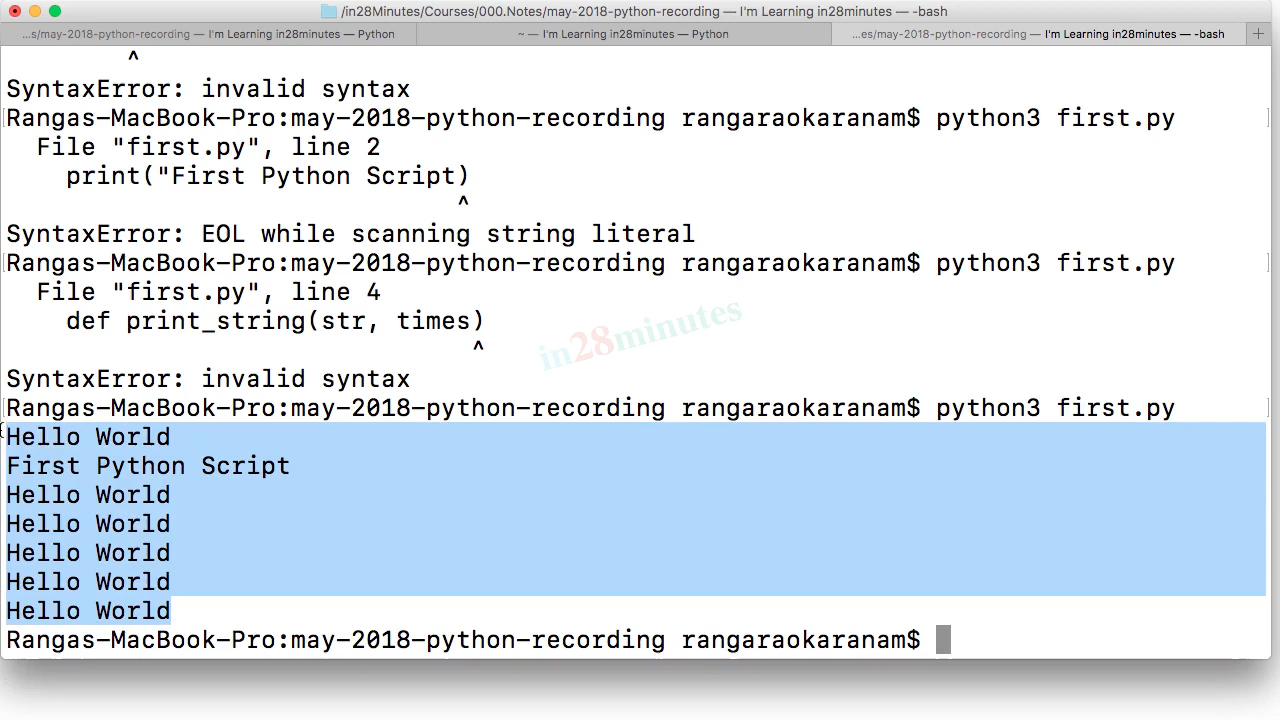 /in28Minutes/Courses/000.Notes/may-2018-python-recording — I'm Learning in28minutes — -bash
...s/may-2018-python-recording — I'm Learning in28minutes — Python
~ — I'm Learning in28minutes — Python
...es/may-2018-python-recording — I'm Learning in28minutes — -bash
^
SyntaxError: invalid syntax
Rangas-MacBook-Pro:may-2018-python-recording rangaraokaranam$ python3 first.py
File "first.py", line 2
print("First Python Script)
^
SyntaxError: EOL while scanning string literal
Rangas-MacBook-Pro:may-2018-python-recording rangaraokaranam$ python3 first.py
File "first.py", line 4
def print_string(str, times)
^
in28minutes
SyntaxError: invalid syntax
Rangas-MacBook-Pro:may-2018-python-recording rangaraokaranam$ python3 first.py
Hello World
First Python Script
Hello World
Hello World
Hello World
Hello World
Hello World
Rangas-MacBook-Pro:may-2018-python-recording rangaraokaranam$